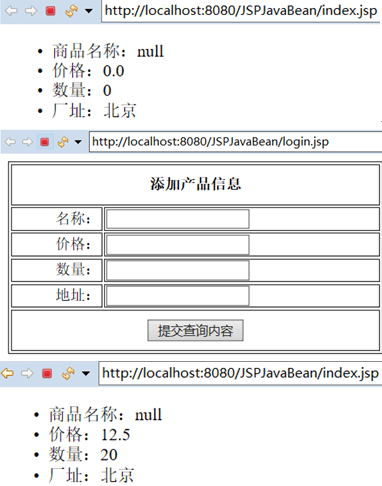 http://localhost:8080/JSPJavaBean/index.jsp
• 商品名称：null
• 价格：0.0
• 数量：0
• 厂址：北京
http://localhost:8080/JSPJavaBean/login.jsp
添加产品信息
名称：
价格：
数量：
地址：
提交查询内容
http://localhost:8080/JSPJavaBean/index.jsp
• 商品名称：null
• 价格：12.5
• 数量：20
• 厂址：北京